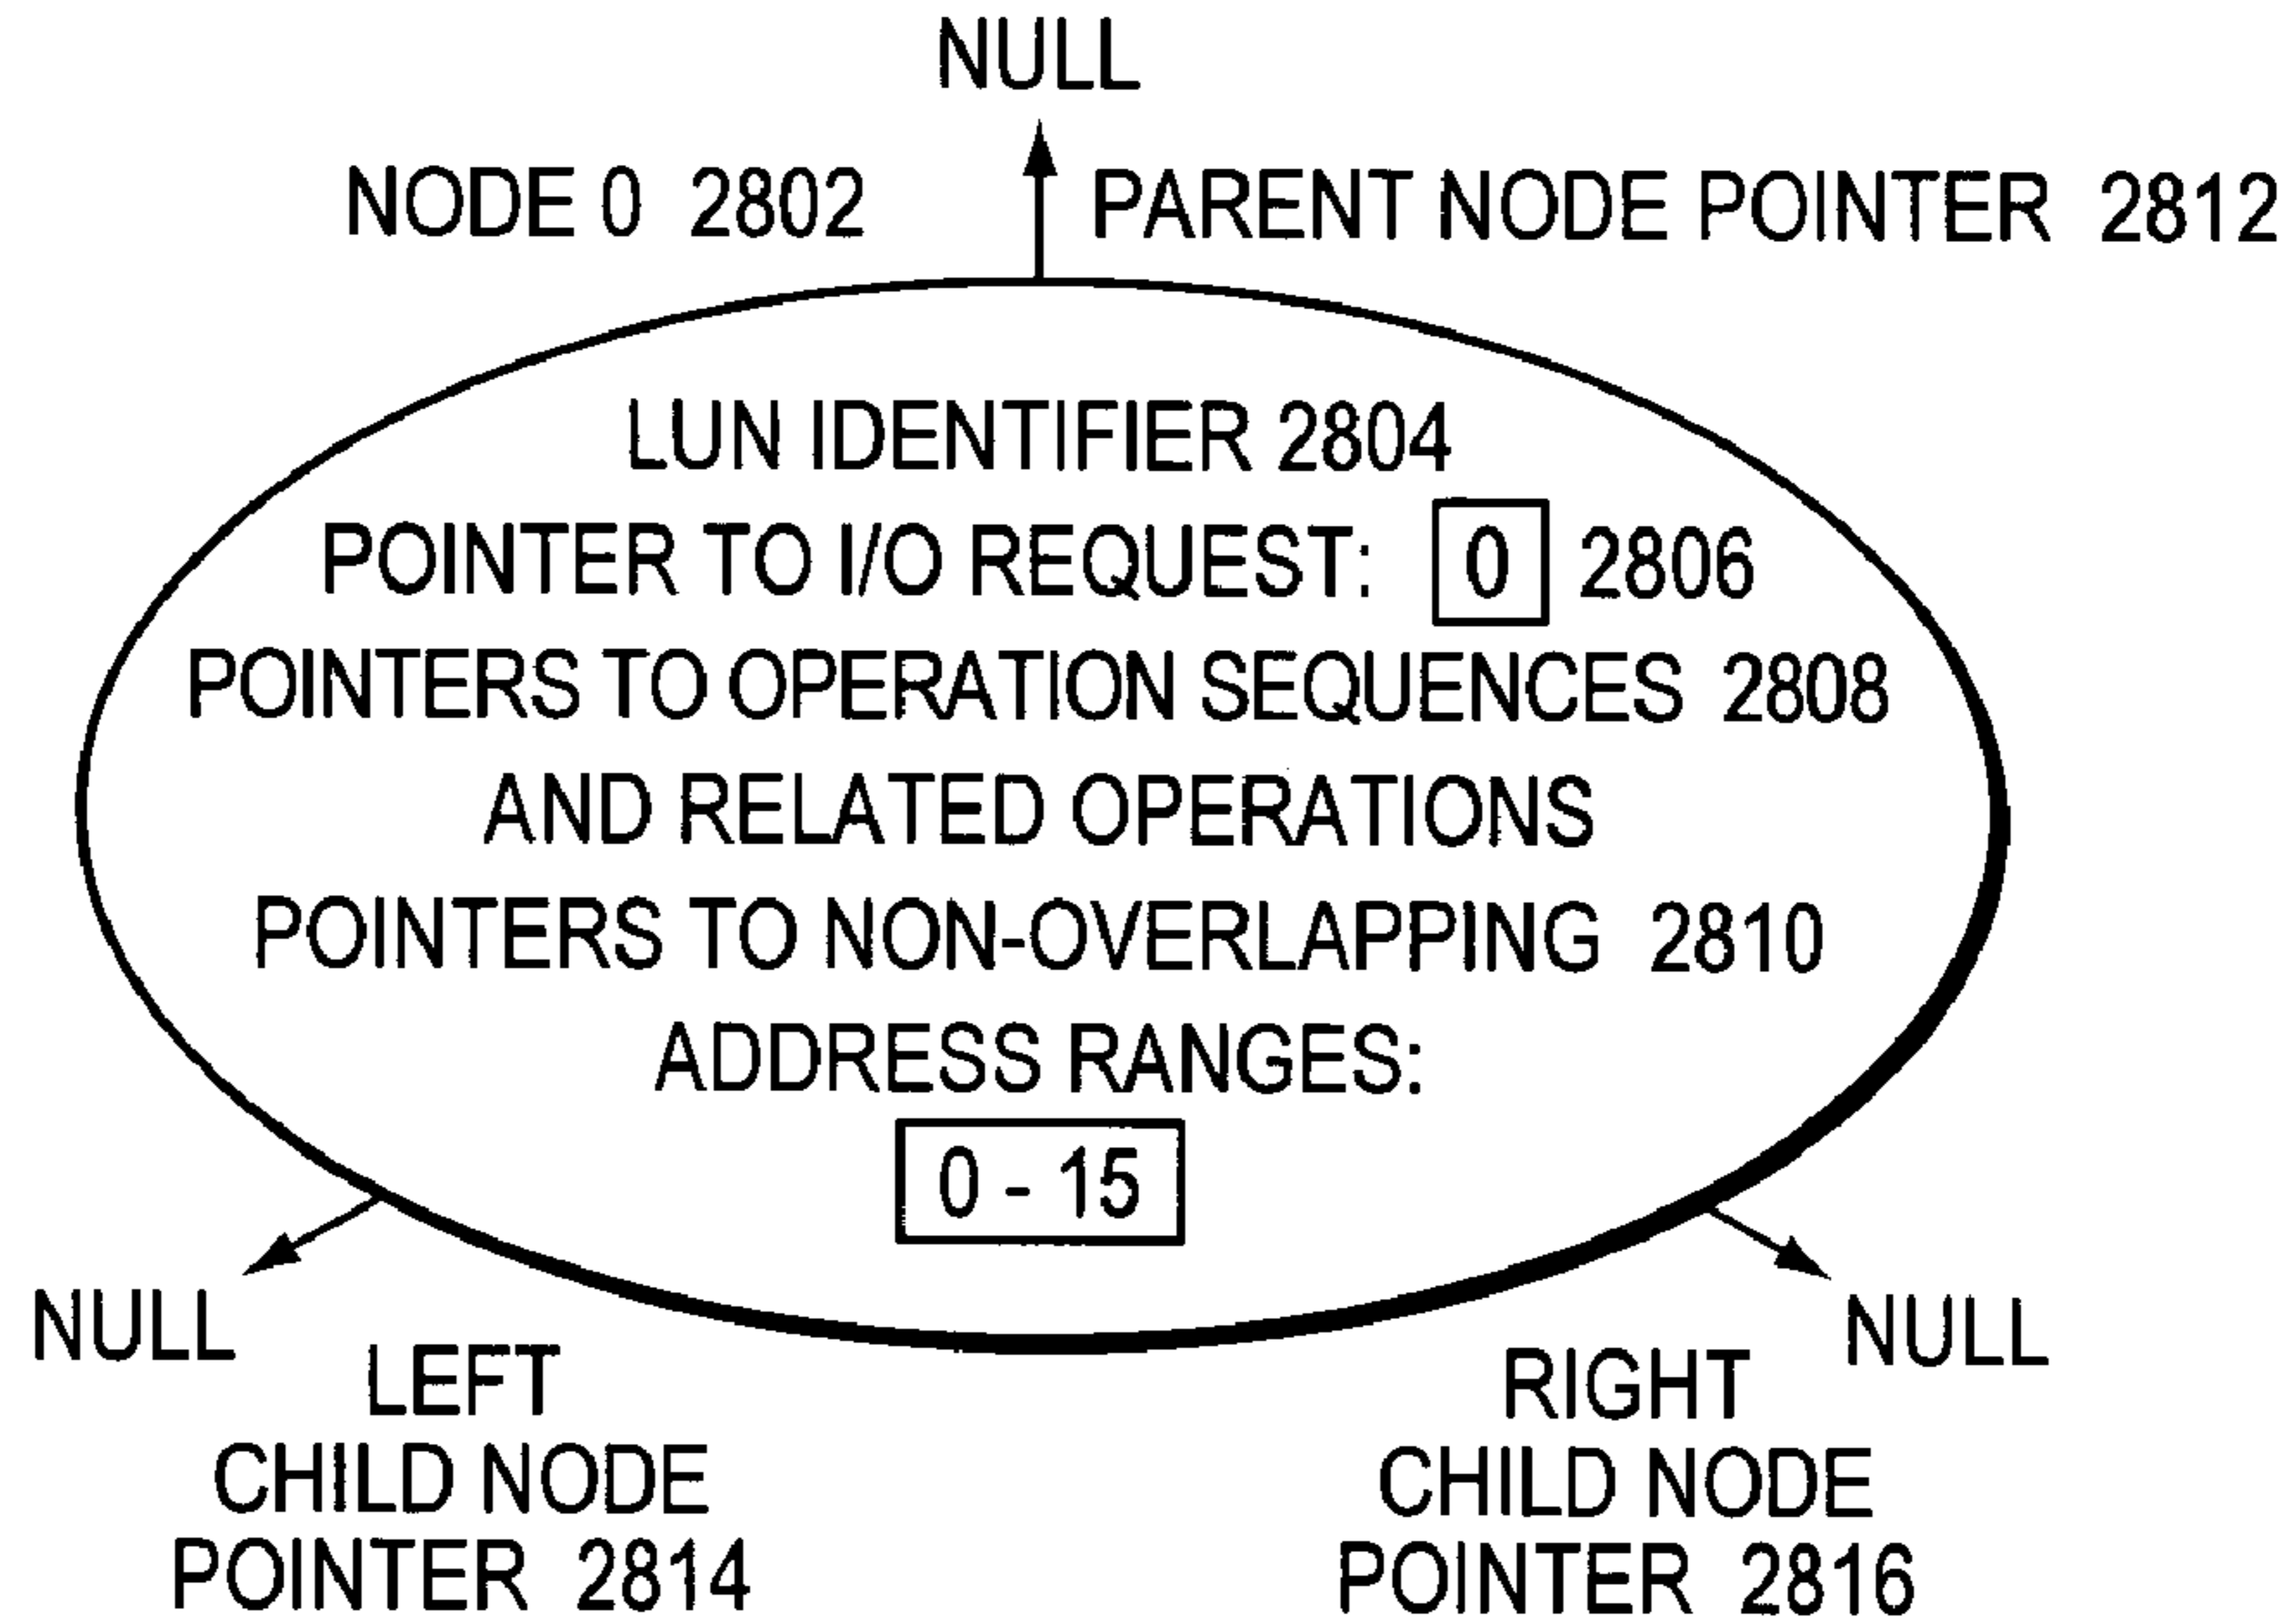 NULL
NODE 0 2802
PARENT NODE POINTER 2812
LUN IDENTIFIER 2804
POINTER TO I/O REQUEST: 0 2806
POINTERS TO OPERATION SEQUENCES 2808
AND RELATED OPERATIONS
POINTERS TO NON-OVERLAPPING 2810
ADDRESS RANGES:
0 - 15
NULL
LEFT
CHILD NODE
POINTER 2814
NULL
RIGHT
CHILD NODE
POINTER 2816